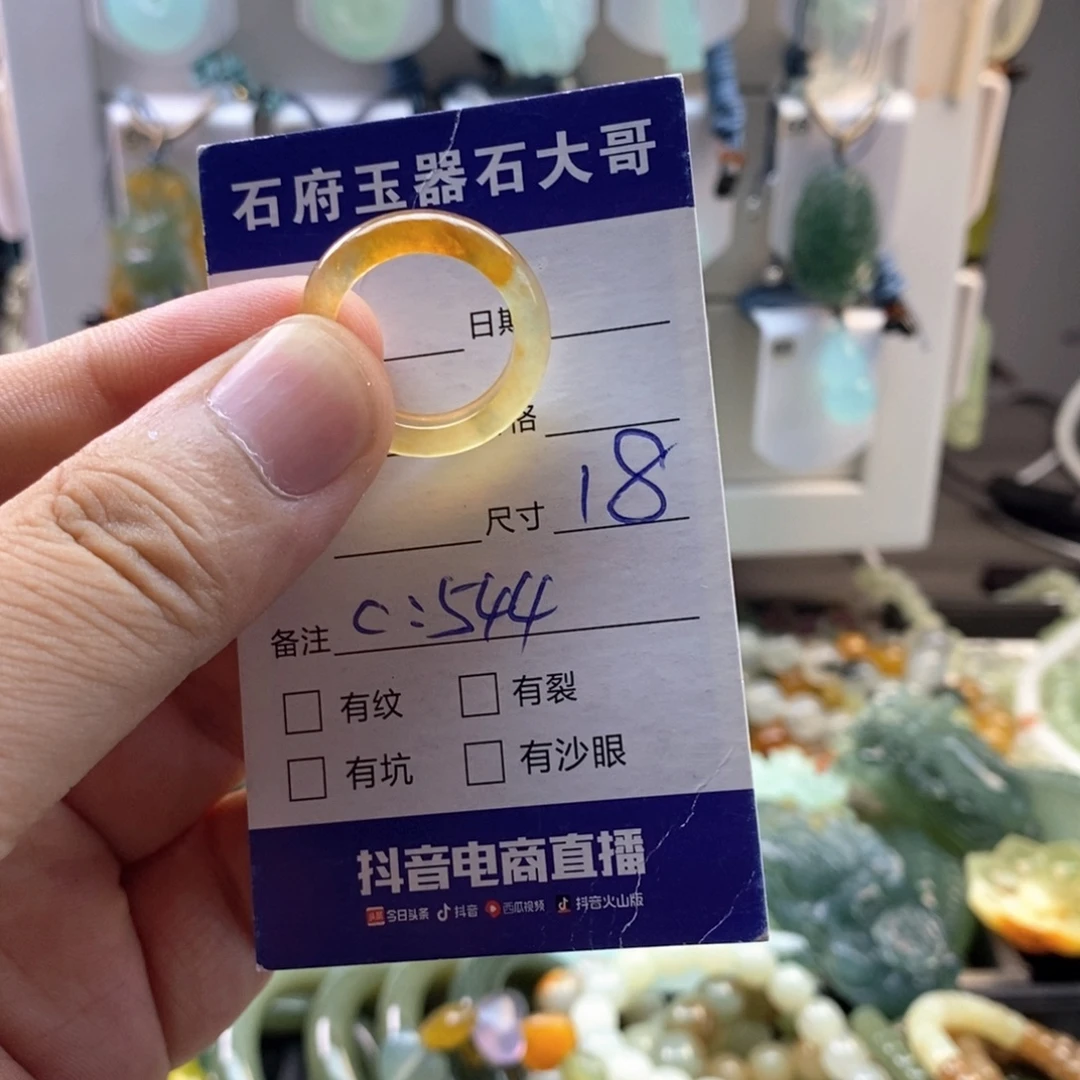 石府玉器石大哥
日期
格
尺寸 18
备注 C:544
有纹 有裂
有坑 有沙眼
抖音电商直播
头条 今日头条 抖音 西瓜视频 抖音火山版